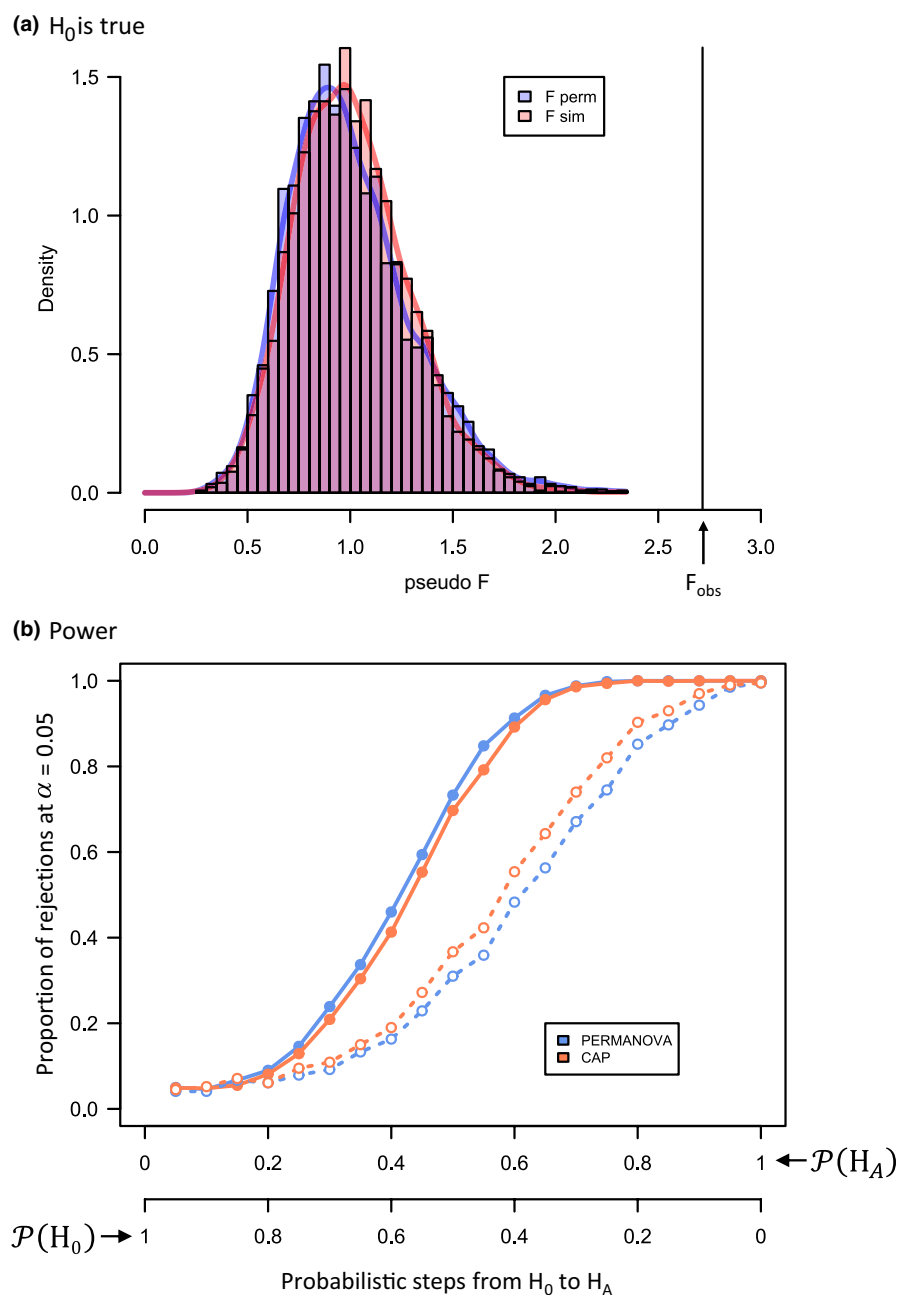 (a) H₀ is true
1.5
1.0
0.5
0.0
Density
F perm
F sim
0.0 0.5 1.0 1.5 2.0 2.5 3.0
pseudo F
F obs
(b) Power
1.0
0.8
0.6
0.4
0.2
0.0
Proportion of rejections at α = 0.05
PERMANOVA
CAP
0 0.2 0.4 0.6 0.8 1
𝒫(H_A)
𝒫(H₀)
1 0.8 0.6 0.4 0.2 0
Probabilistic steps from H₀ to H_A